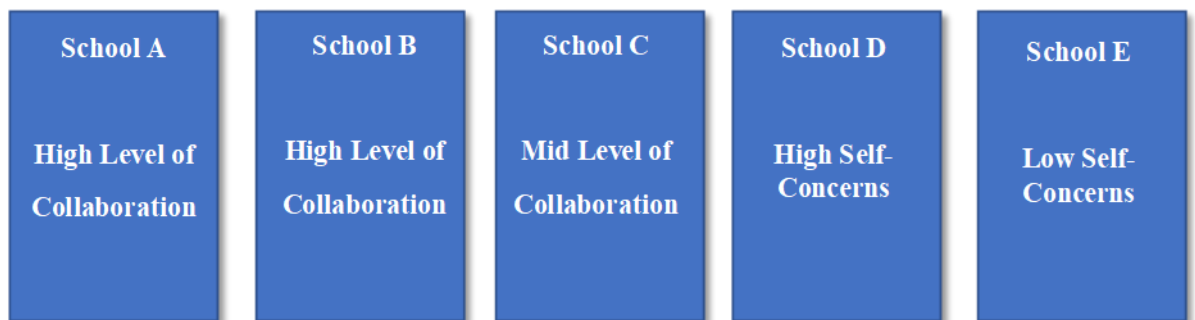 School A
High Level of
Collaboration
School B
High Level of
Collaboration
School C
Mid Level of
Collaboration
School D
High Self-
Concerns
School E
Low Self-
Concerns